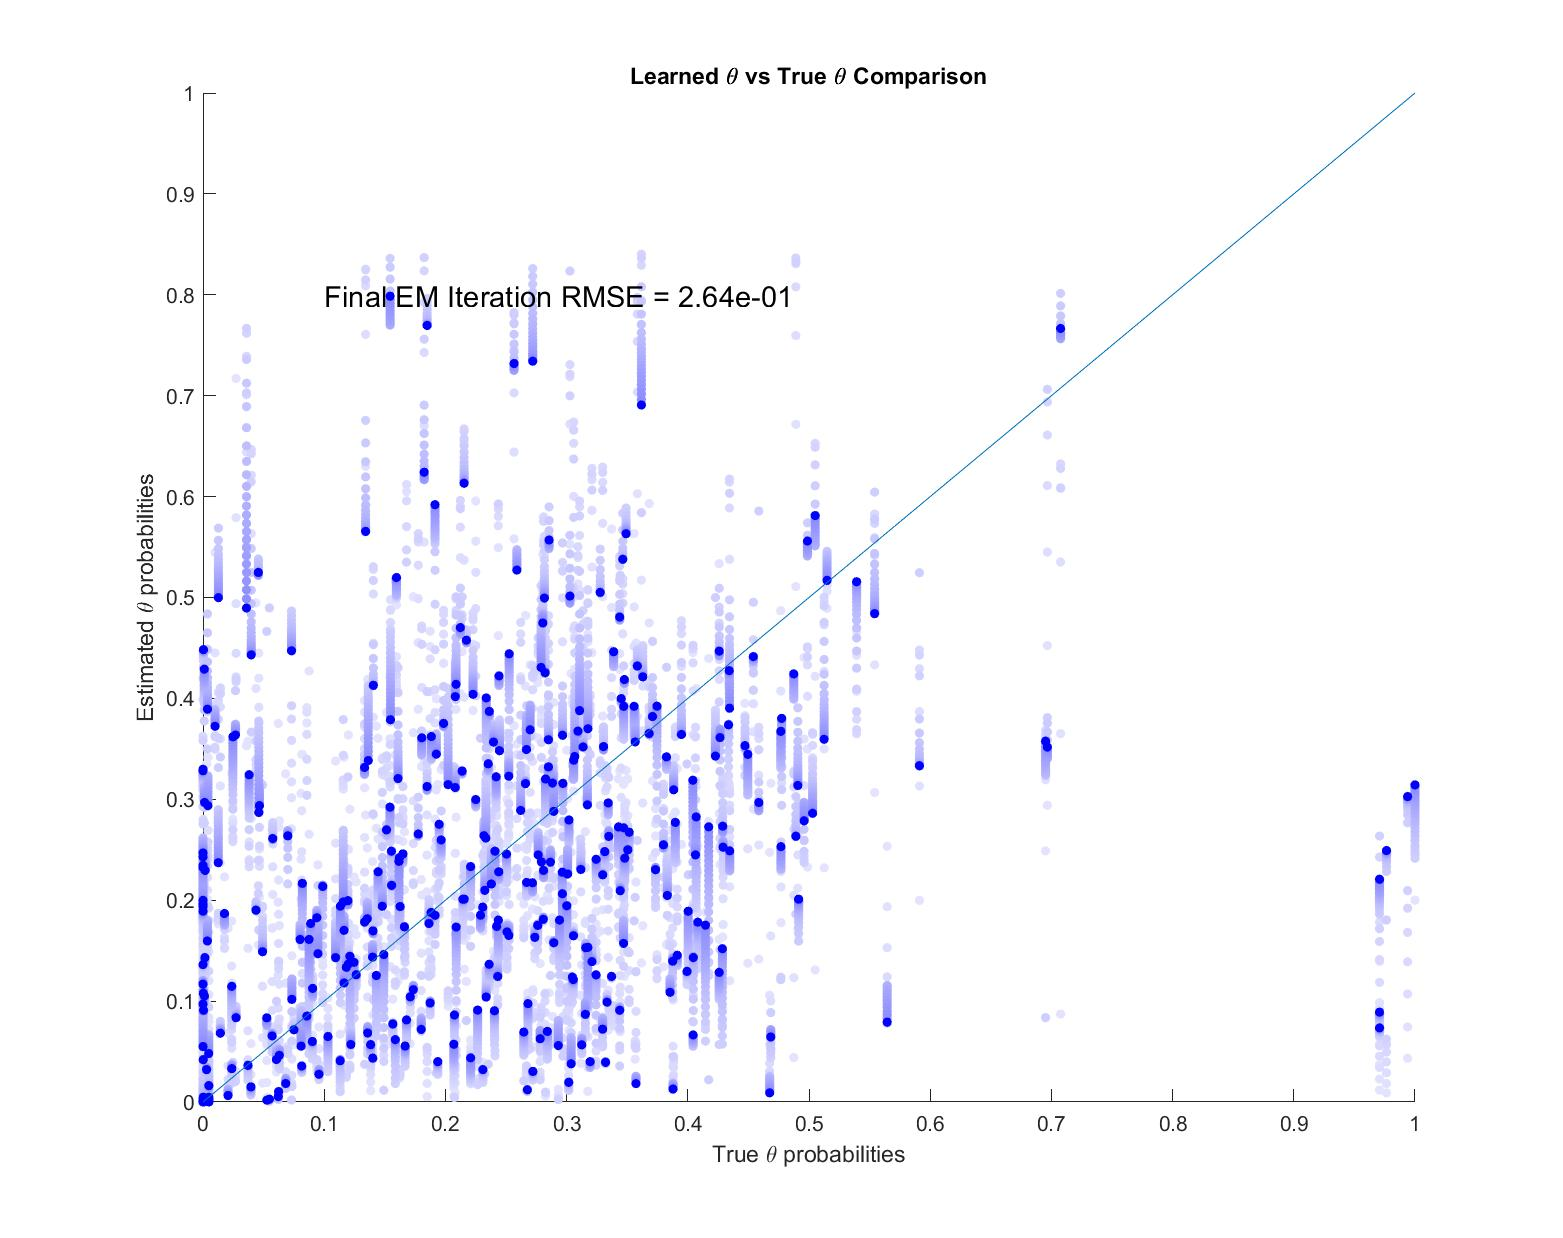 Learned θ vs True θ Comparison
1
0.9
0.8
0.7
0.6
0.5
0.4
0.3
0.2
0.1
0
Estimated θ probabilities
Final EM Iteration RMSE = 2.64e-01
0 0.1 0.2 0.3 0.4 0.5 0.6 0.7 0.8 0.9 1
True θ probabilities